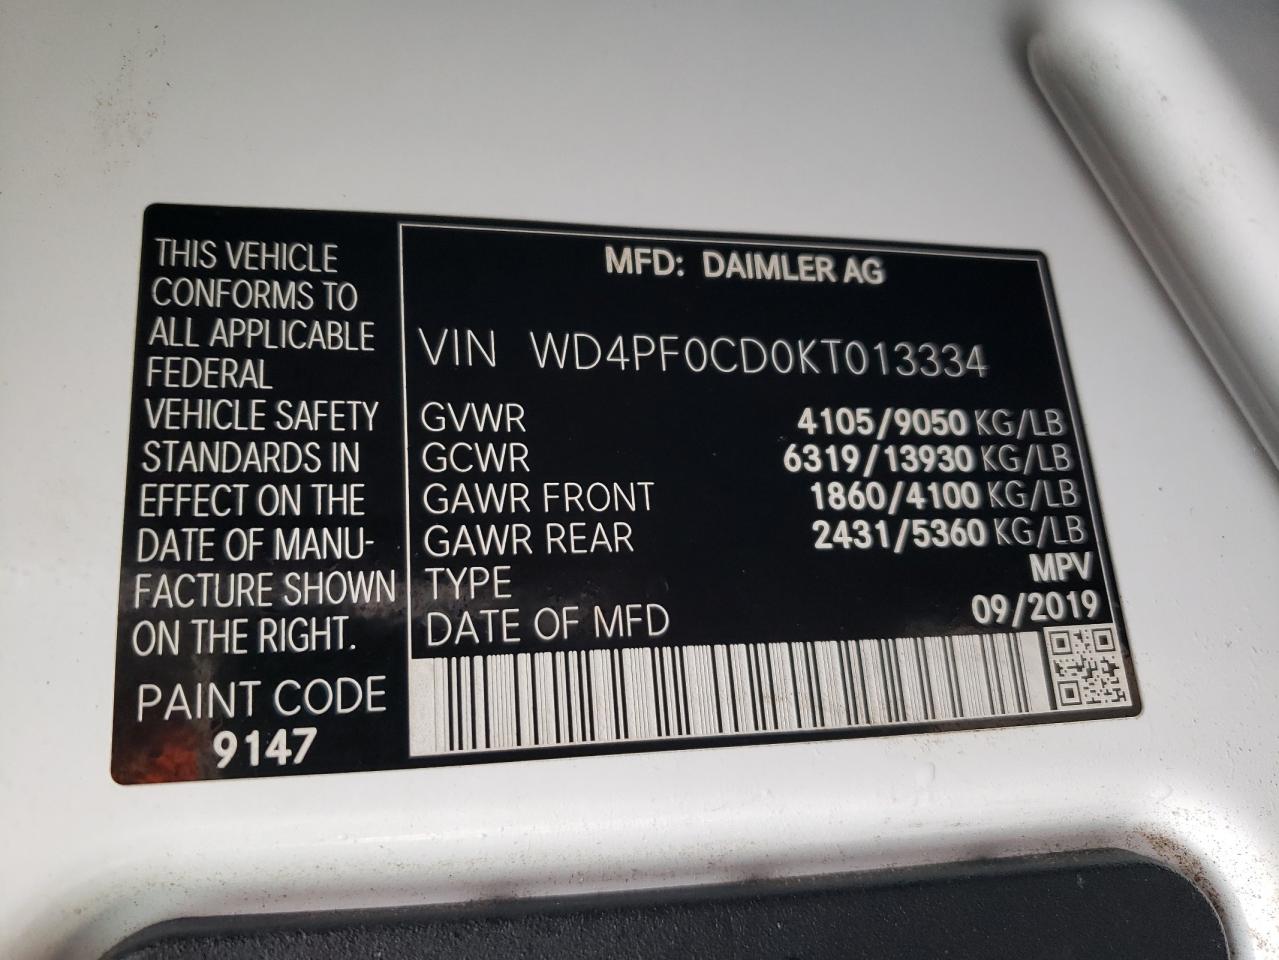 THIS VEHICLE
CONFORMS TO
ALL APPLICABLE
FEDERAL
VEHICLE SAFETY
STANDARDS IN
EFFECT ON THE
DATE OF MANU-
FACTURE SHOWN
ON THE RIGHT.
PAINT CODE
9147
MFD: DAIMLER AG
VIN WD4PF0CD0KT013334
GVWR 4105/9050 KG/LB
GCWR 6319/13930 KG/LB
GAWR FRONT 1860/4100 KG/LB
GAWR REAR 2431/5360 KG/LB
TYPE MPV
DATE OF MFD 09/2019